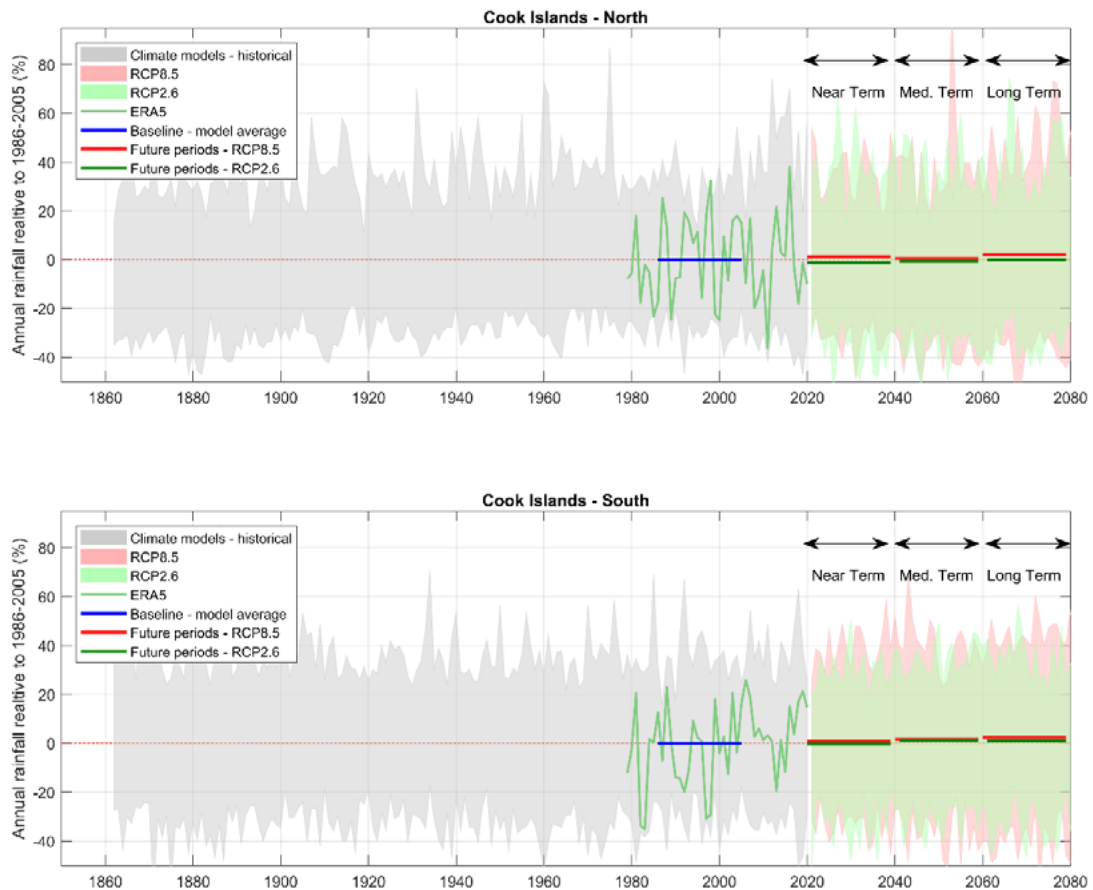 Cook Islands - North
Annual rainfall realtive to 1986-2005 (%)
80
60
40
20
0
-20
-40
Climate models - historical
RCP8.5
RCP2.6
ERA5
Baseline - model average
Future periods - RCP8.5
Future periods - RCP2.6
Near Term Med. Term Long Term
1860 1880 1900 1920 1940 1960 1980 2000 2020 2040 2060 2080
Cook Islands - South
Annual rainfall realtive to 1986-2005 (%)
80
60
40
20
0
-20
-40
Climate models - historical
RCP8.5
RCP2.6
ERA5
Baseline - model average
Future periods - RCP8.5
Future periods - RCP2.6
Near Term Med. Term Long Term
1860 1880 1900 1920 1940 1960 1980 2000 2020 2040 2060 2080